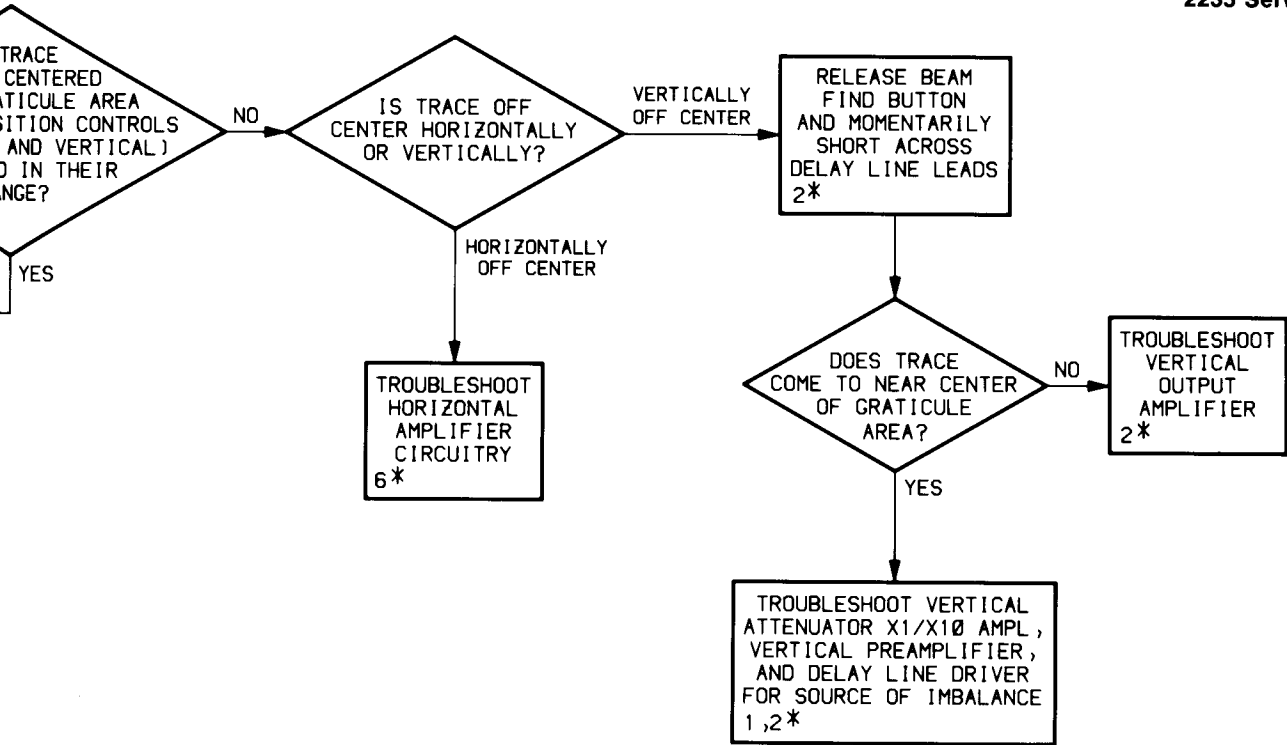 2235 Serv
TRACE
CENTERED
ATICULE AREA
SITION CONTROLS
AND VERTICAL)
D IN THEIR
ANGE?
NO
YES
IS TRACE OFF
CENTER HORIZONTALLY
OR VERTICALLY?
VERTICALLY
OFF CENTER
HORIZONTALLY
OFF CENTER
TROUBLESHOOT
HORIZONTAL
AMPLIFIER
CIRCUITRY
6*
RELEASE BEAM
FIND BUTTON
AND MOMENTARILY
SHORT ACROSS
DELAY LINE LEADS
2*
DOES TRACE
COME TO NEAR CENTER
OF GRATICULE
AREA?
NO
TROUBLESHOOT
VERTICAL
OUTPUT
AMPLIFIER
2*
YES
TROUBLESHOOT VERTICAL
ATTENUATOR X1/X10 AMPL,
VERTICAL PREAMPLIFIER,
AND DELAY LINE DRIVER
FOR SOURCE OF IMBALANCE
1,2*